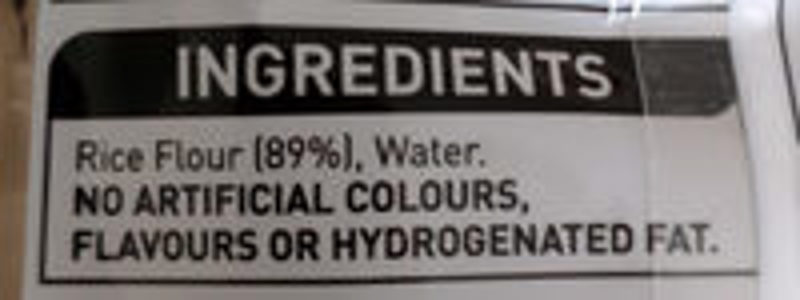 INGREDIENTS
Rice Flour (89%), Water.
NO ARTIFICIAL COLOURS,
FLAVOURS OR HYDROGENATED FAT.